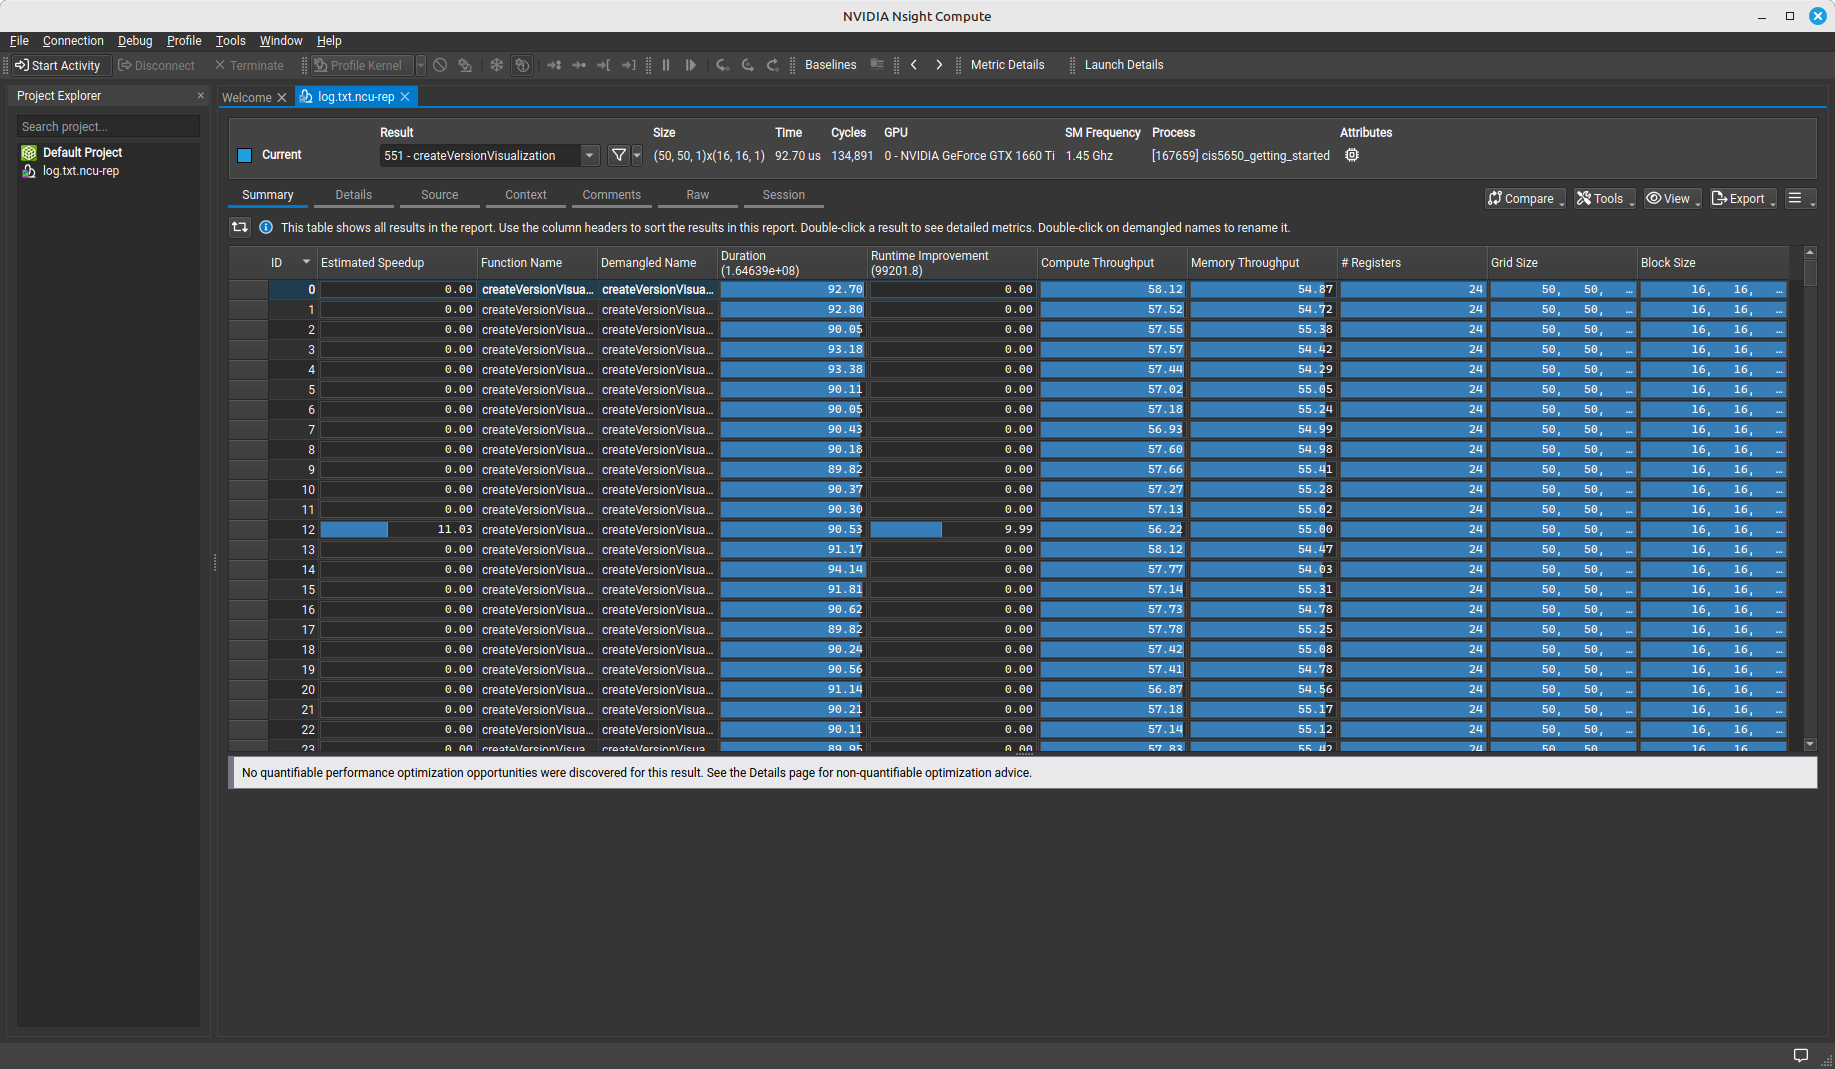 NVIDIA Nsight Compute
File Connection Debug Profile Tools Window Help
Start Activity Disconnect Terminate Profile Kernel Baselines Metric Details Launch Details
Project Explorer
Search project...
Default Project
log.txt.ncu-rep
Welcome log.txt.ncu-rep
Result Size Time Cycles GPU SM Frequency Process Attributes
Current 551 - createVersionVisualization (50, 50, 1)x(16, 16, 1) 92.70 us 134,891 0 - NVIDIA GeForce GTX 1660 Ti 1.45 Ghz [167659] cis5650_getting_started
Summary Details Source Context Comments Raw Session Compare Tools View Export
This table shows all results in the report. Use the column headers to sort the results in this report. Double-click a result to see detailed metrics. Double-click on demangled names to rename it.
ID Estimated Speedup Function Name Demangled Name Duration (1.64639e+08) Runtime Improvement (99201.8) Compute Throughput Memory Throughput # Registers Grid Size Block Size
0 0.00 createVersionVisua... createVersionVisua... 92.70 0.00 58.12 54.87 24 50, 50, ... 16, 16, ...
1 0.00 createVersionVisua... createVersionVisua... 92.80 0.00 57.52 54.72 24 50, 50, ... 16, 16, ...
2 0.00 createVersionVisua... createVersionVisua... 90.05 0.00 57.55 55.38 24 50, 50, ... 16, 16, ...
3 0.00 createVersionVisua... createVersionVisua... 93.18 0.00 57.57 54.42 24 50, 50, ... 16, 16, ...
4 0.00 createVersionVisua... createVersionVisua... 93.38 0.00 57.44 54.29 24 50, 50, ... 16, 16, ...
5 0.00 createVersionVisua... createVersionVisua... 90.11 0.00 57.02 55.05 24 50, 50, ... 16, 16, ...
6 0.00 createVersionVisua... createVersionVisua... 90.05 0.00 57.18 55.24 24 50, 50, ... 16, 16, ...
7 0.00 createVersionVisua... createVersionVisua... 90.43 0.00 56.93 54.99 24 50, 50, ... 16, 16, ...
8 0.00 createVersionVisua... createVersionVisua... 90.18 0.00 57.60 54.98 24 50, 50, ... 16, 16, ...
9 0.00 createVersionVisua... createVersionVisua... 89.82 0.00 57.66 55.41 24 50, 50, ... 16, 16, ...
10 0.00 createVersionVisua... createVersionVisua... 90.37 0.00 57.27 55.28 24 50, 50, ... 16, 16, ...
11 0.00 createVersionVisua... createVersionVisua... 90.30 0.00 57.13 55.02 24 50, 50, ... 16, 16, ...
12 11.03 createVersionVisua... createVersionVisua... 90.53 9.99 56.22 55.00 24 50, 50, ... 16, 16, ...
13 0.00 createVersionVisua... createVersionVisua... 91.17 0.00 58.12 54.47 24 50, 50, ... 16, 16, ...
14 0.00 createVersionVisua... createVersionVisua... 94.14 0.00 57.77 54.03 24 50, 50, ... 16, 16, ...
15 0.00 createVersionVisua... createVersionVisua... 91.81 0.00 57.14 55.31 24 50, 50, ... 16, 16, ...
16 0.00 createVersionVisua... createVersionVisua... 90.62 0.00 57.73 54.78 24 50, 50, ... 16, 16, ...
17 0.00 createVersionVisua... createVersionVisua... 89.82 0.00 57.78 55.25 24 50, 50, ... 16, 16, ...
18 0.00 createVersionVisua... createVersionVisua... 90.24 0.00 57.42 55.08 24 50, 50, ... 16, 16, ...
19 0.00 createVersionVisua... createVersionVisua... 90.56 0.00 57.41 54.78 24 50, 50, ... 16, 16, ...
20 0.00 createVersionVisua... createVersionVisua... 91.14 0.00 56.87 54.56 24 50, 50, ... 16, 16, ...
21 0.00 createVersionVisua... createVersionVisua... 90.21 0.00 57.18 55.17 24 50, 50, ... 16, 16, ...
22 0.00 createVersionVisua... createVersionVisua... 90.11 0.00 57.14 55.12 24 50, 50, ... 16, 16, ...
23 0.00 createVersionVisua... createVersionVisua... 89.95 0.00 57.83 55.42 24 50 50 16 16
No quantifiable performance optimization opportunities were discovered for this result. See the Details page for non-quantifiable optimization advice.